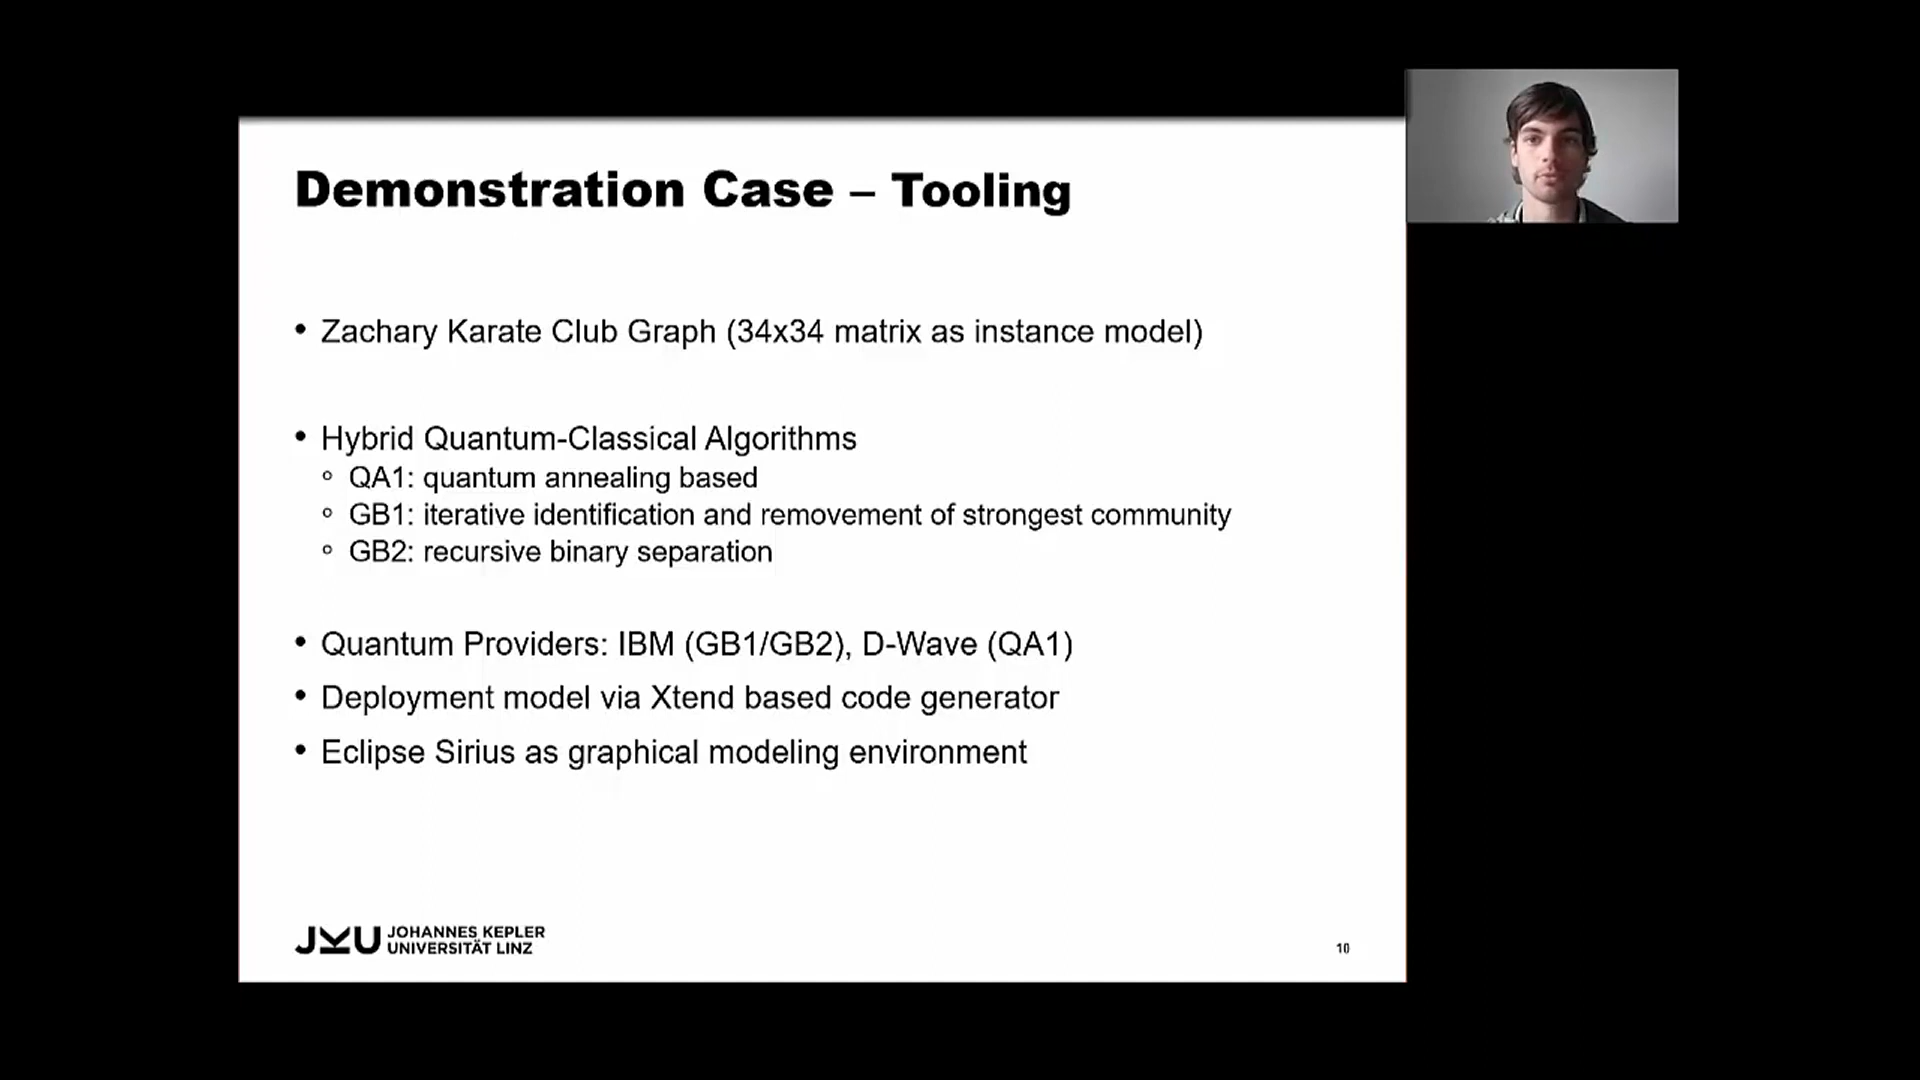 Demonstration Case – Tooling
• Zachary Karate Club Graph (34x34 matrix as instance model)
• Hybrid Quantum-Classical Algorithms
◦ QA1: quantum annealing based
◦ GB1: iterative identification and removement of strongest community
◦ GB2: recursive binary separation
• Quantum Providers: IBM (GB1/GB2), D-Wave (QA1)
• Deployment model via Xtend based code generator
• Eclipse Sirius as graphical modeling environment
JKU JOHANNES KEPLER
UNIVERSITÄT LINZ
10